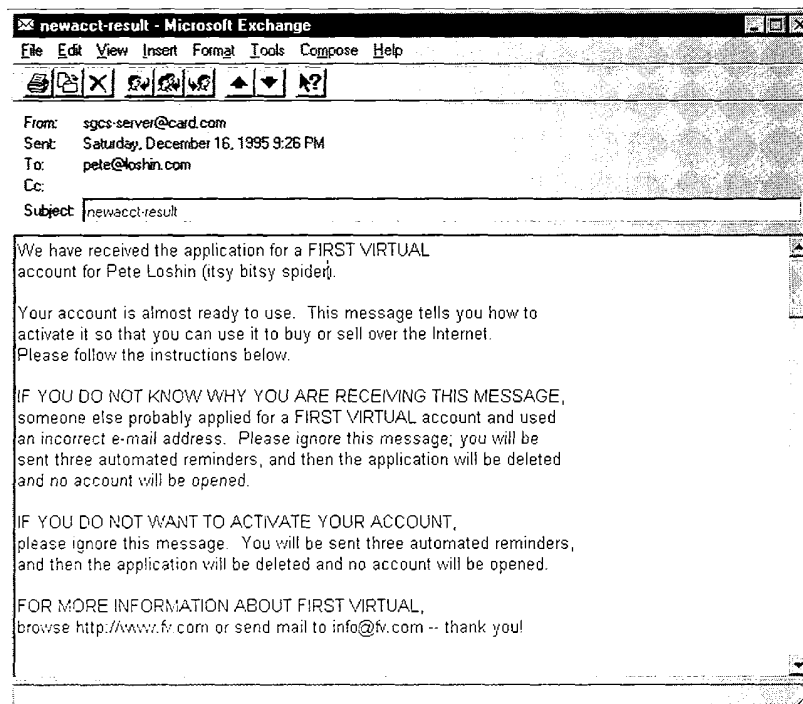 newacct-result - Microsoft Exchange
File Edit View Insert Format Tools Compose Help
From: sgcs-server@card.com
Sent: Saturday, December 16, 1995 9:26 PM
To: pete@loshin.com
Cc:
Subject: newacct-result
We have received the application for a FIRST VIRTUAL
account for Pete Loshin (itsy bitsy spider).
Your account is almost ready to use. This message tells you how to
activate it so that you can use it to buy or sell over the Internet.
Please follow the instructions below.
IF YOU DO NOT KNOW WHY YOU ARE RECEIVING THIS MESSAGE,
someone else probably applied for a FIRST VIRTUAL account and used
an incorrect e-mail address. Please ignore this message; you will be
sent three automated reminders, and then the application will be deleted
and no account will be opened.
IF YOU DO NOT WANT TO ACTIVATE YOUR ACCOUNT,
please ignore this message. You will be sent three automated reminders,
and then the application will be deleted and no account will be opened.
FOR MORE INFORMATION ABOUT FIRST VIRTUAL,
browse http://www.fv.com or send mail to info@fv.com -- thank you!